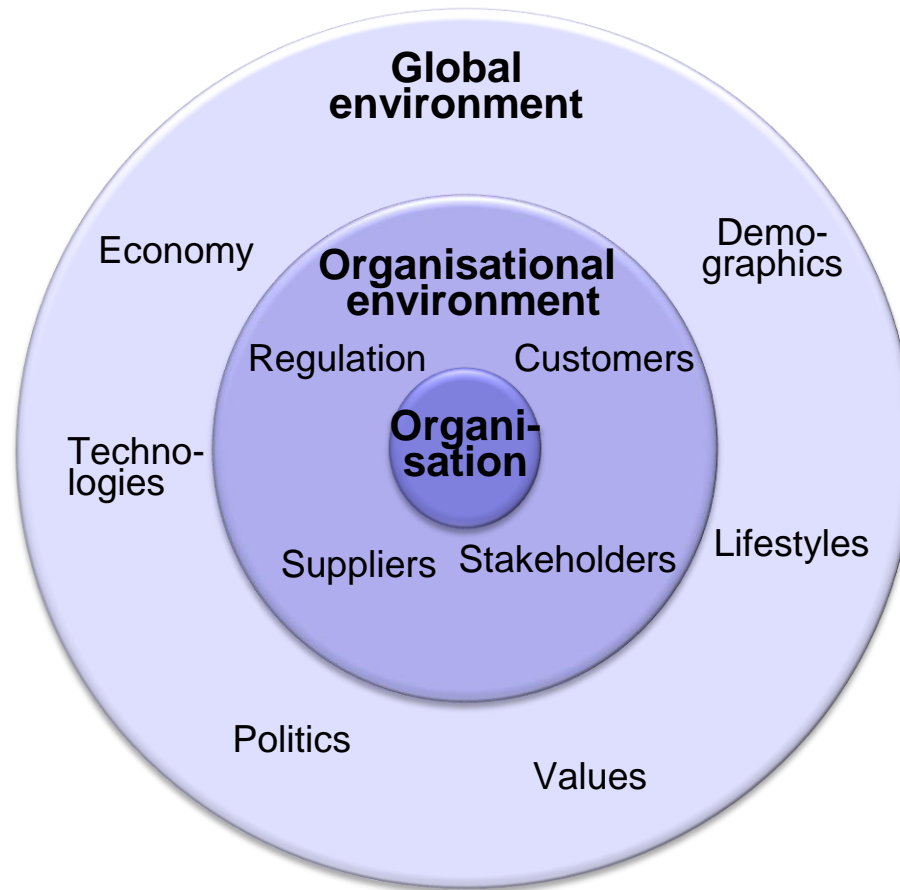 Global
environment
Economy
Demo-
graphics
Organisational
environment
Regulation
Customers
Organi-
sation
Techno-
logies
Suppliers
Stakeholders
Lifestyles
Politics
Values